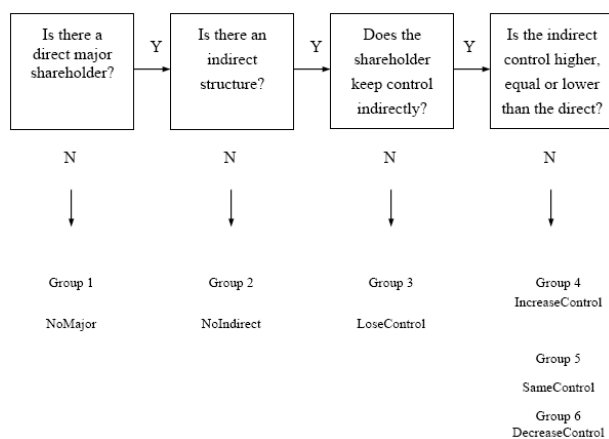 Is there a
direct major
shareholder?
Y
Is there an
indirect
structure?
Y
Does the
shareholder
keep control
indirectly?
Y
Is the indirect
control higher,
equal or lower
than the direct?
N
N
N
N
Group 1
NoMajor
Group 2
NoIndirect
Group 3
LoseControl
Group 4
IncreaseControl
Group 5
SameControl
Group 6
DecreaseControl